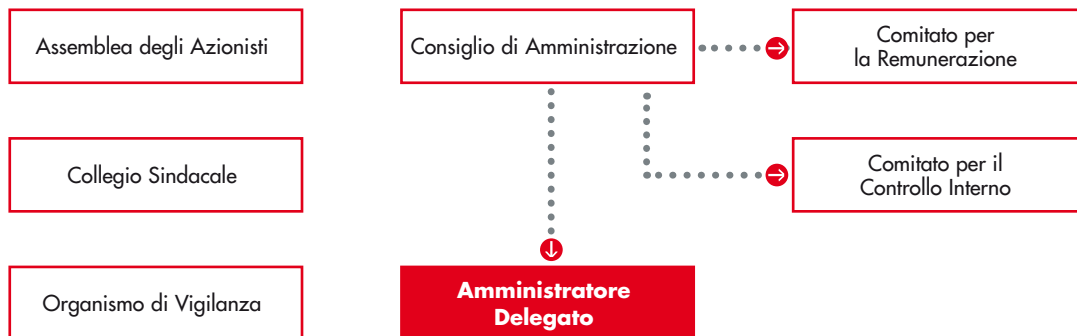 Assemblea degli Azionisti
Consiglio di Amministrazione
Comitato per
la Remunerazione
Collegio Sindacale
Comitato per il
Controllo Interno
Organismo di Vigilanza
Amministratore
Delegato